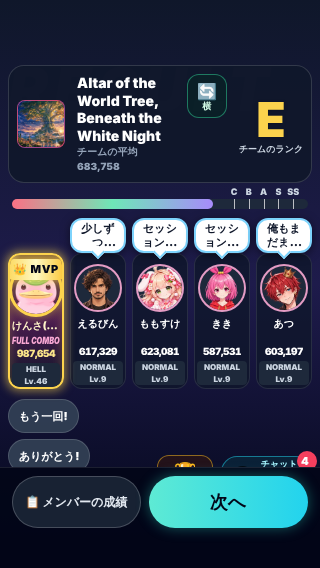 Altar of the
World Tree,
Beneath the
White Night
チームの平均
683,758
横
E
チームのランク
C B A S SS
少しず
つ…
セッシ
ョン…
セッシ
ョン…
俺もま
だま…
MVP
けんさ(…
FULL COMBO
987,654
HELL
Lv.46
えるびん
617,329
NORMAL
Lv.9
ももすけ
623,081
NORMAL
Lv.9
きき
587,531
NORMAL
Lv.9
あつ
603,197
NORMAL
Lv.9
もう一回!
ありがとう!
チャット
4
メンバーの成績
次へ